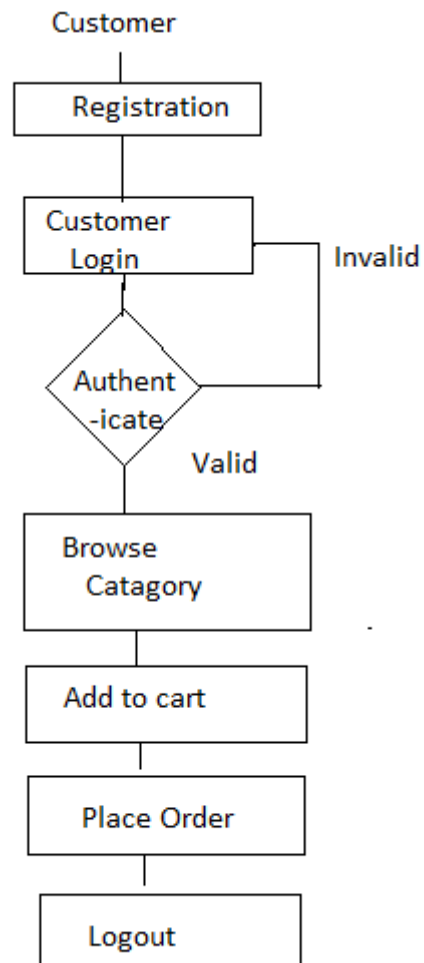 Customer
Registration
Customer
Login
Invalid
Authent
-icate
Valid
Browse
Catagory
Add to cart
Place Order
Logout